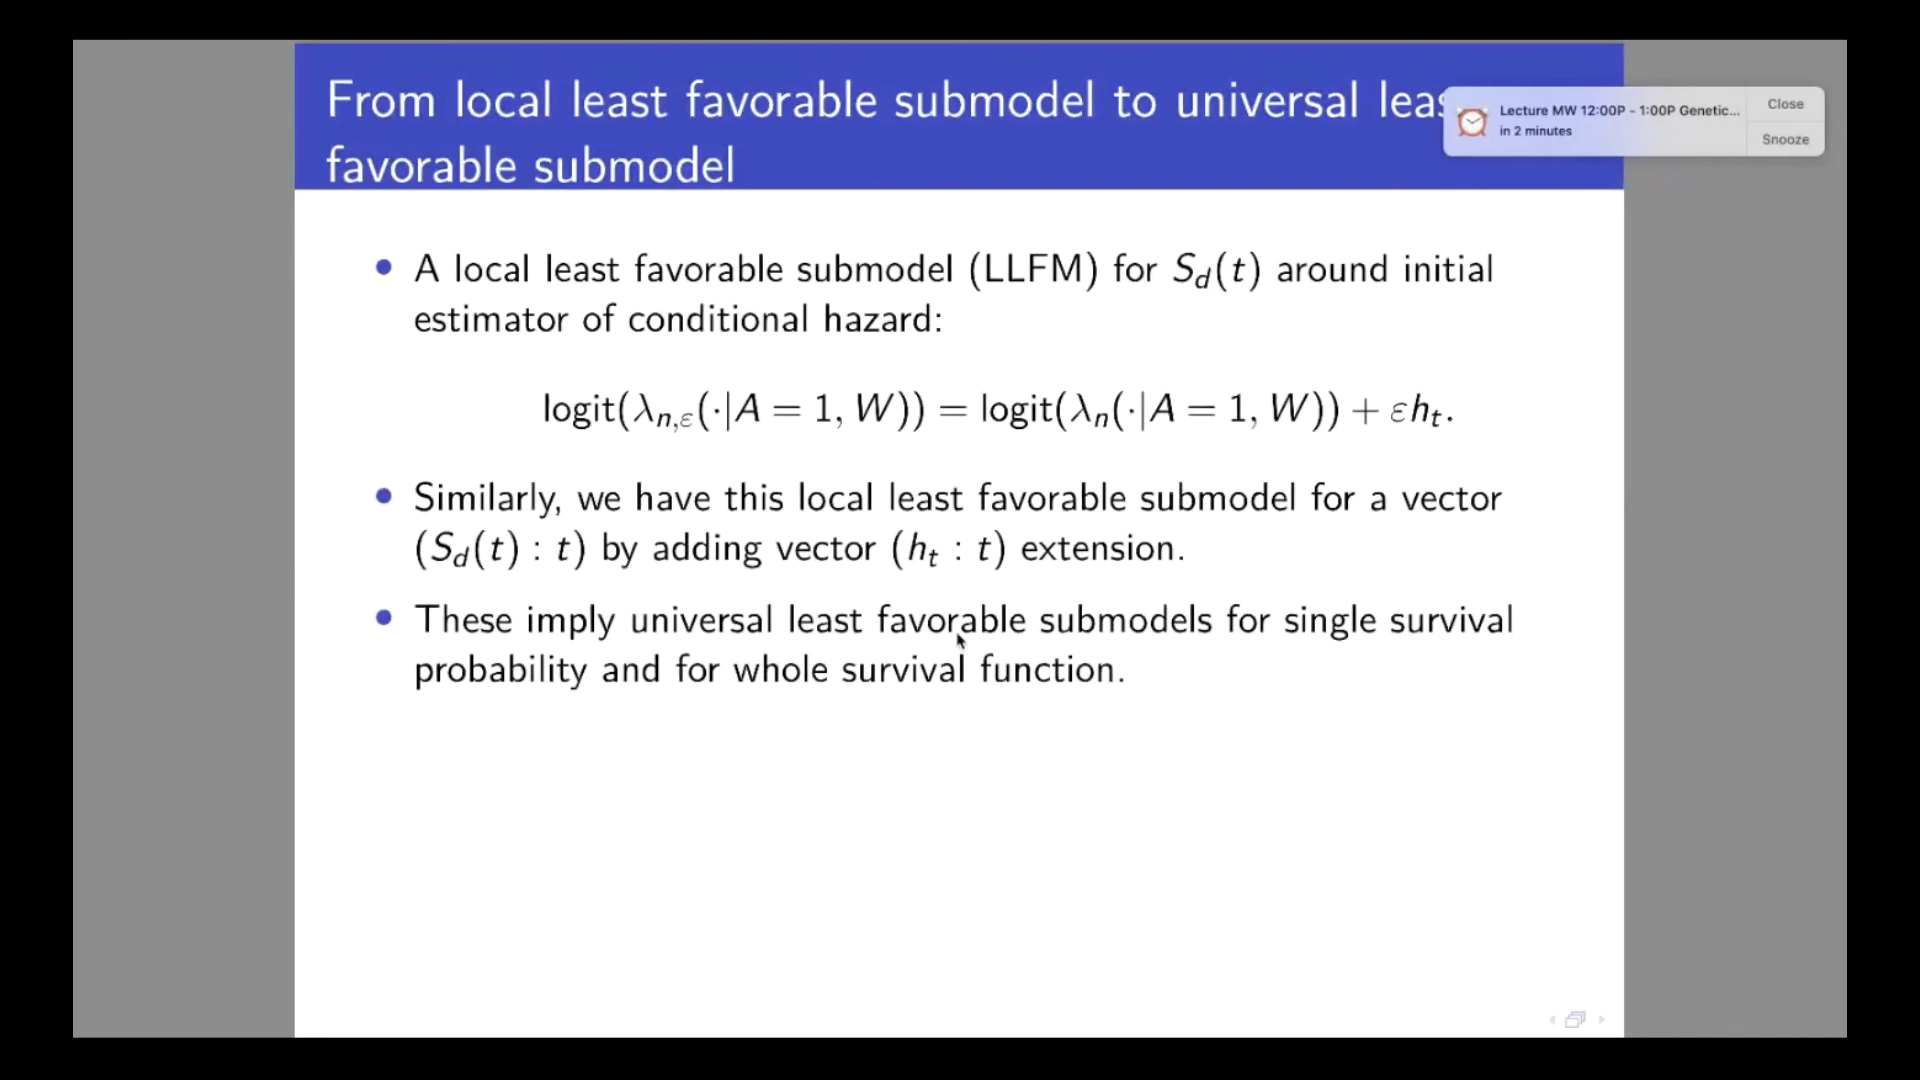 From local least favorable submodel to universal leas
favorable submodel
Lecture MW 12:00P - 1:00P Genetic...
in 2 minutes
Close
Snooze
• A local least favorable submodel (LLFM) for S_d(t) around initial
estimator of conditional hazard:
logit(λ_{n,ε}(·|A = 1, W)) = logit(λ_n(·|A = 1, W)) + εh_t.
• Similarly, we have this local least favorable submodel for a vector
(S_d(t) : t) by adding vector (h_t : t) extension.
• These imply universal least favorable submodels for single survival
probability and for whole survival function.